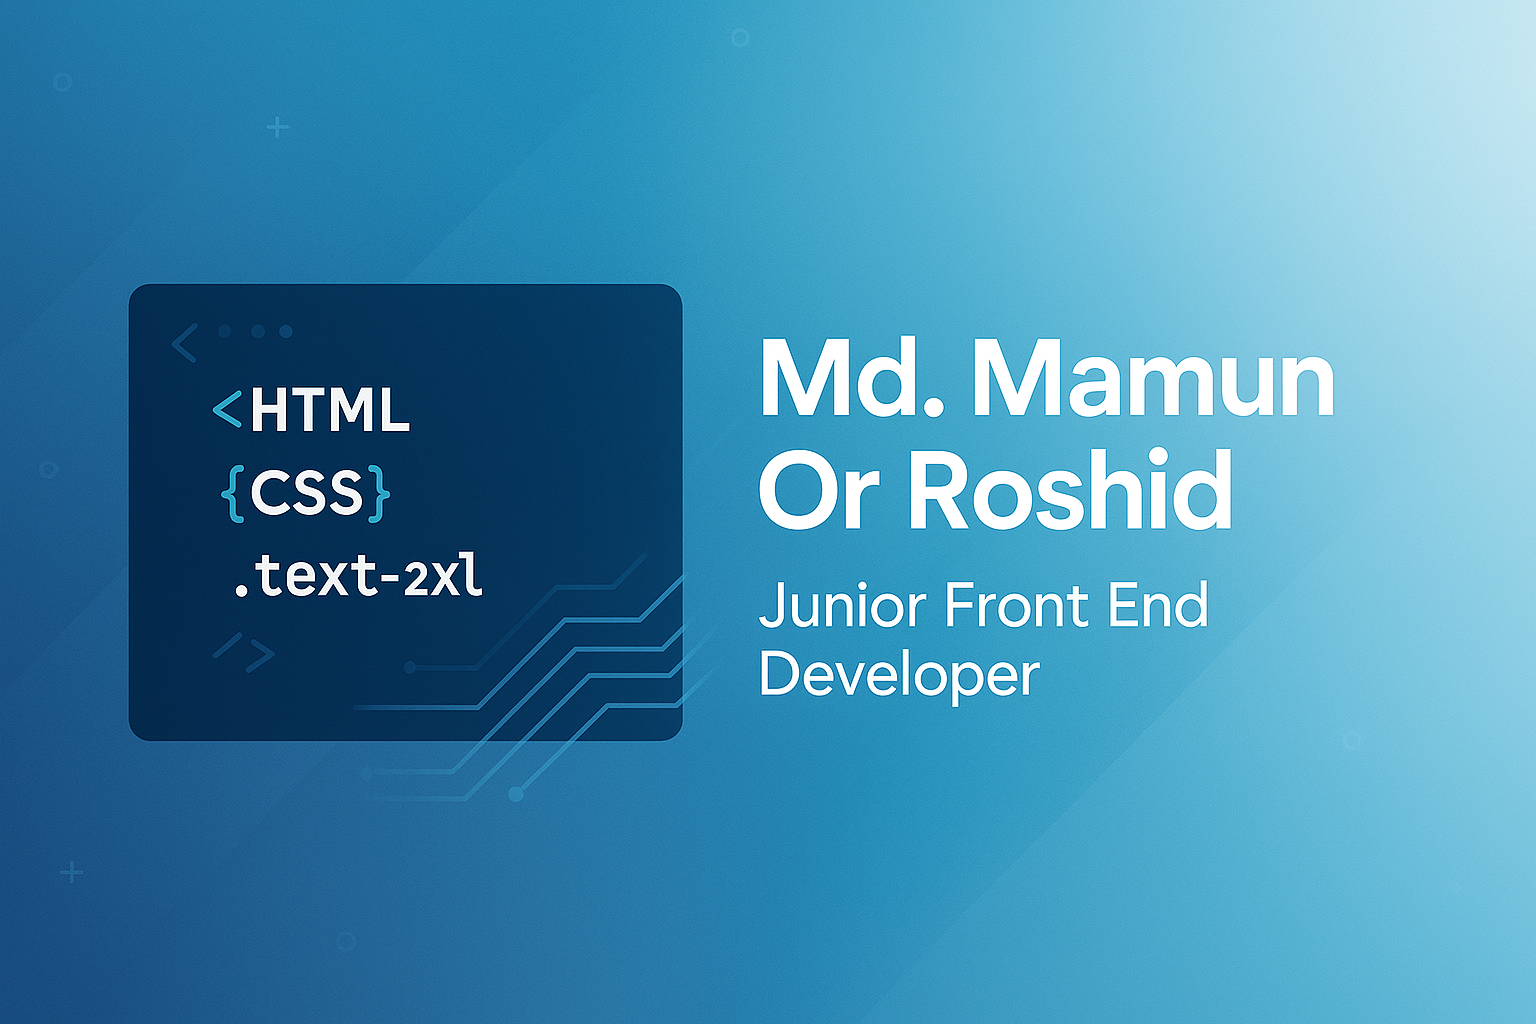 <HTML
{CSS}
.text-2xl
/>
Md. Mamun
Or Roshid
Junior Front End
Developer